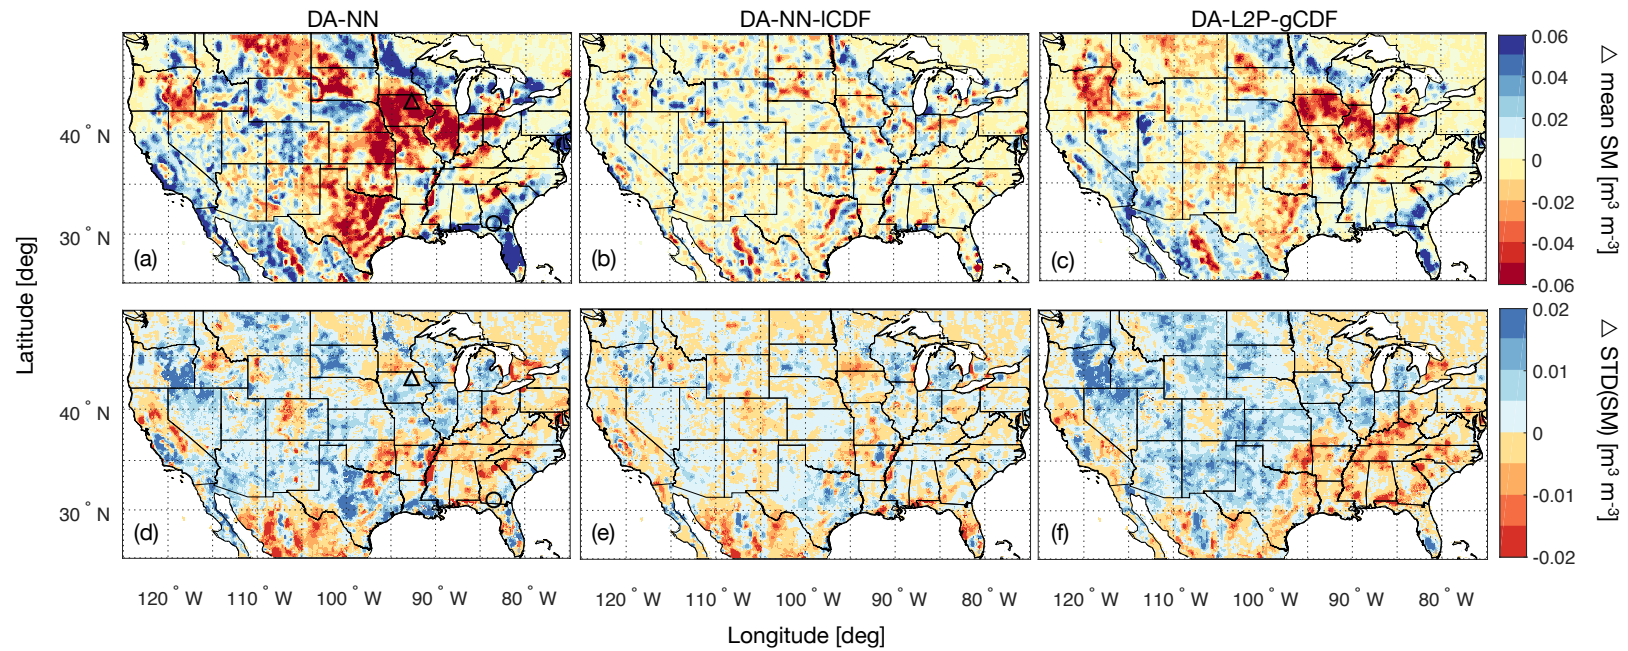 DA-NN
DA-NN-lCDF
DA-L2P-gCDF
40 ° N
30 ° N
(a)
(b)
(c)
0.06
0.04
0.02
0
-0.02
-0.04
-0.06
△ mean SM [m³ m⁻³]
Latitude [deg]
40 ° N
30 ° N
(d)
(e)
(f)
0.02
0.01
0
-0.01
-0.02
△ STD(SM) [m³ m⁻³]
120 ° W 110 ° W 100 ° W 90 ° W 80 ° W
120 ° W 110 ° W 100 ° W 90 ° W 80 ° W
120 ° W 110 ° W 100 ° W 90 ° W 80 ° W
Longitude [deg]